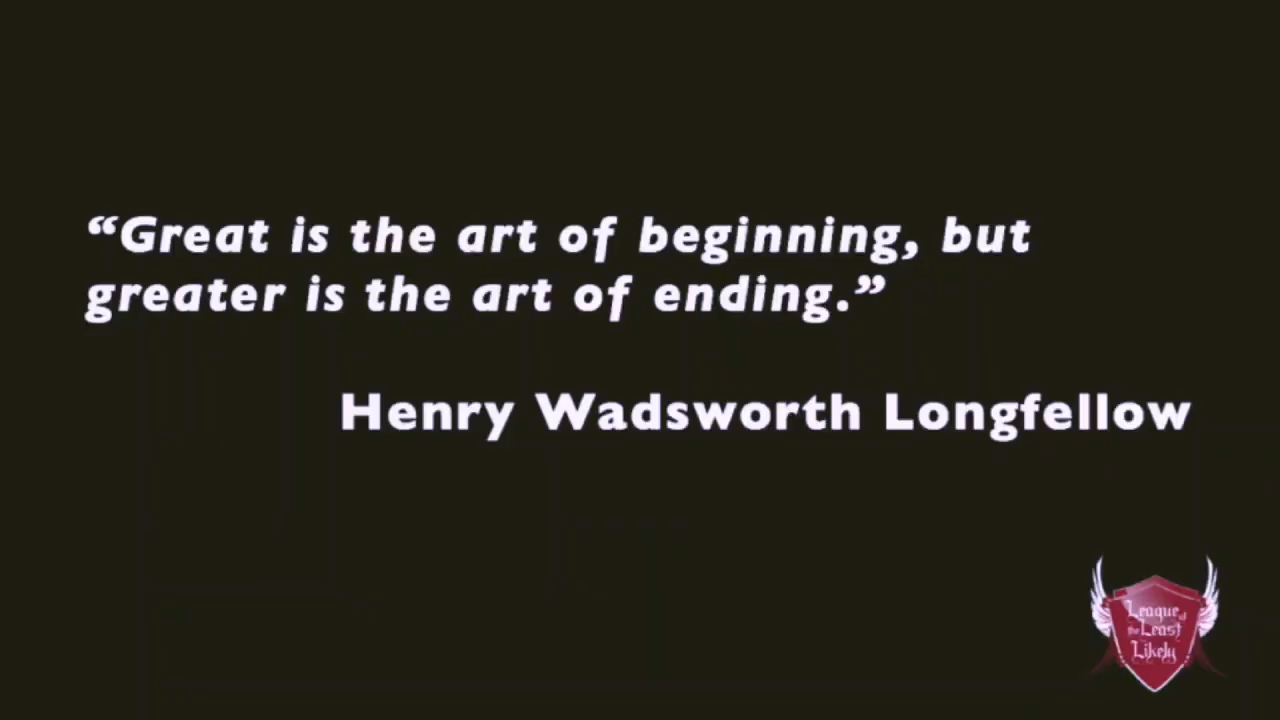 “Great is the art of beginning, but
greater is the art of ending.”
Henry Wadsworth Longfellow
League of
the Least
Likely